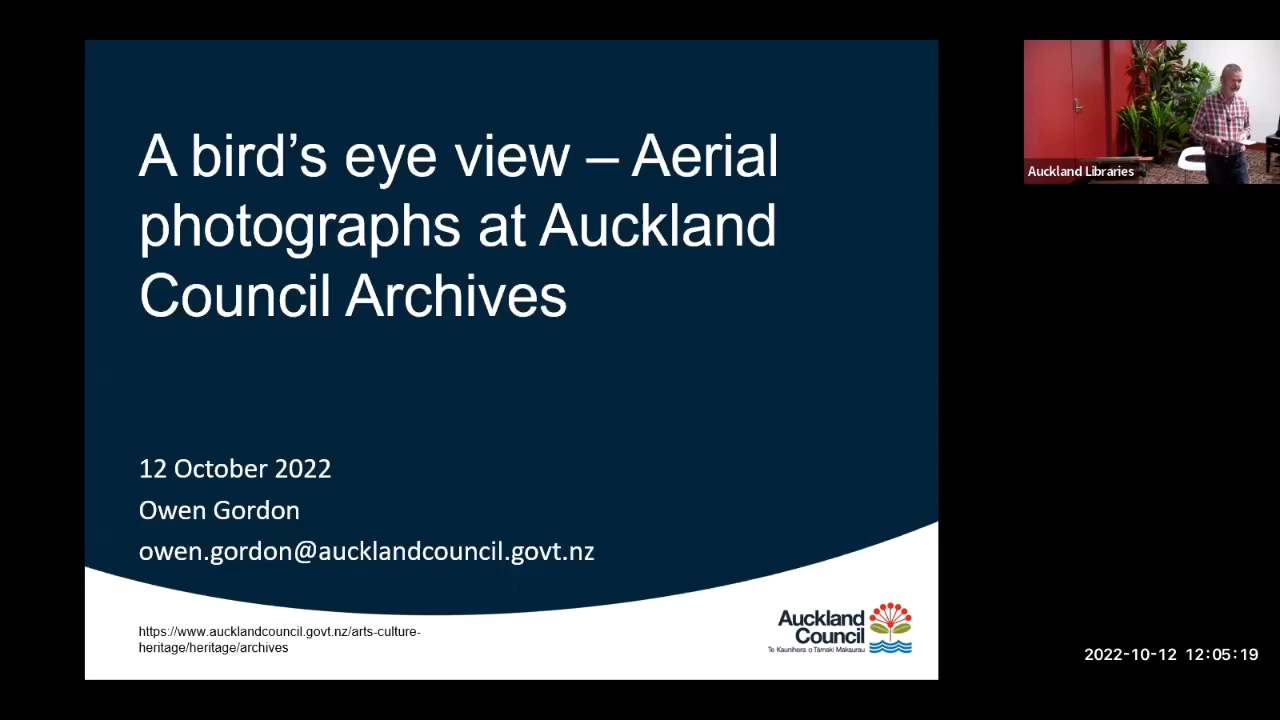 A bird’s eye view – Aerial
photographs at Auckland
Council Archives
12 October 2022
Owen Gordon
owen.gordon@aucklandcouncil.govt.nz
https://www.aucklandcouncil.govt.nz/arts-culture-
heritage/heritage/archives
Auckland
Council
Te Kaunihera o Tāmaki Makaurau
Auckland Libraries
2022-10-12 12:05:19